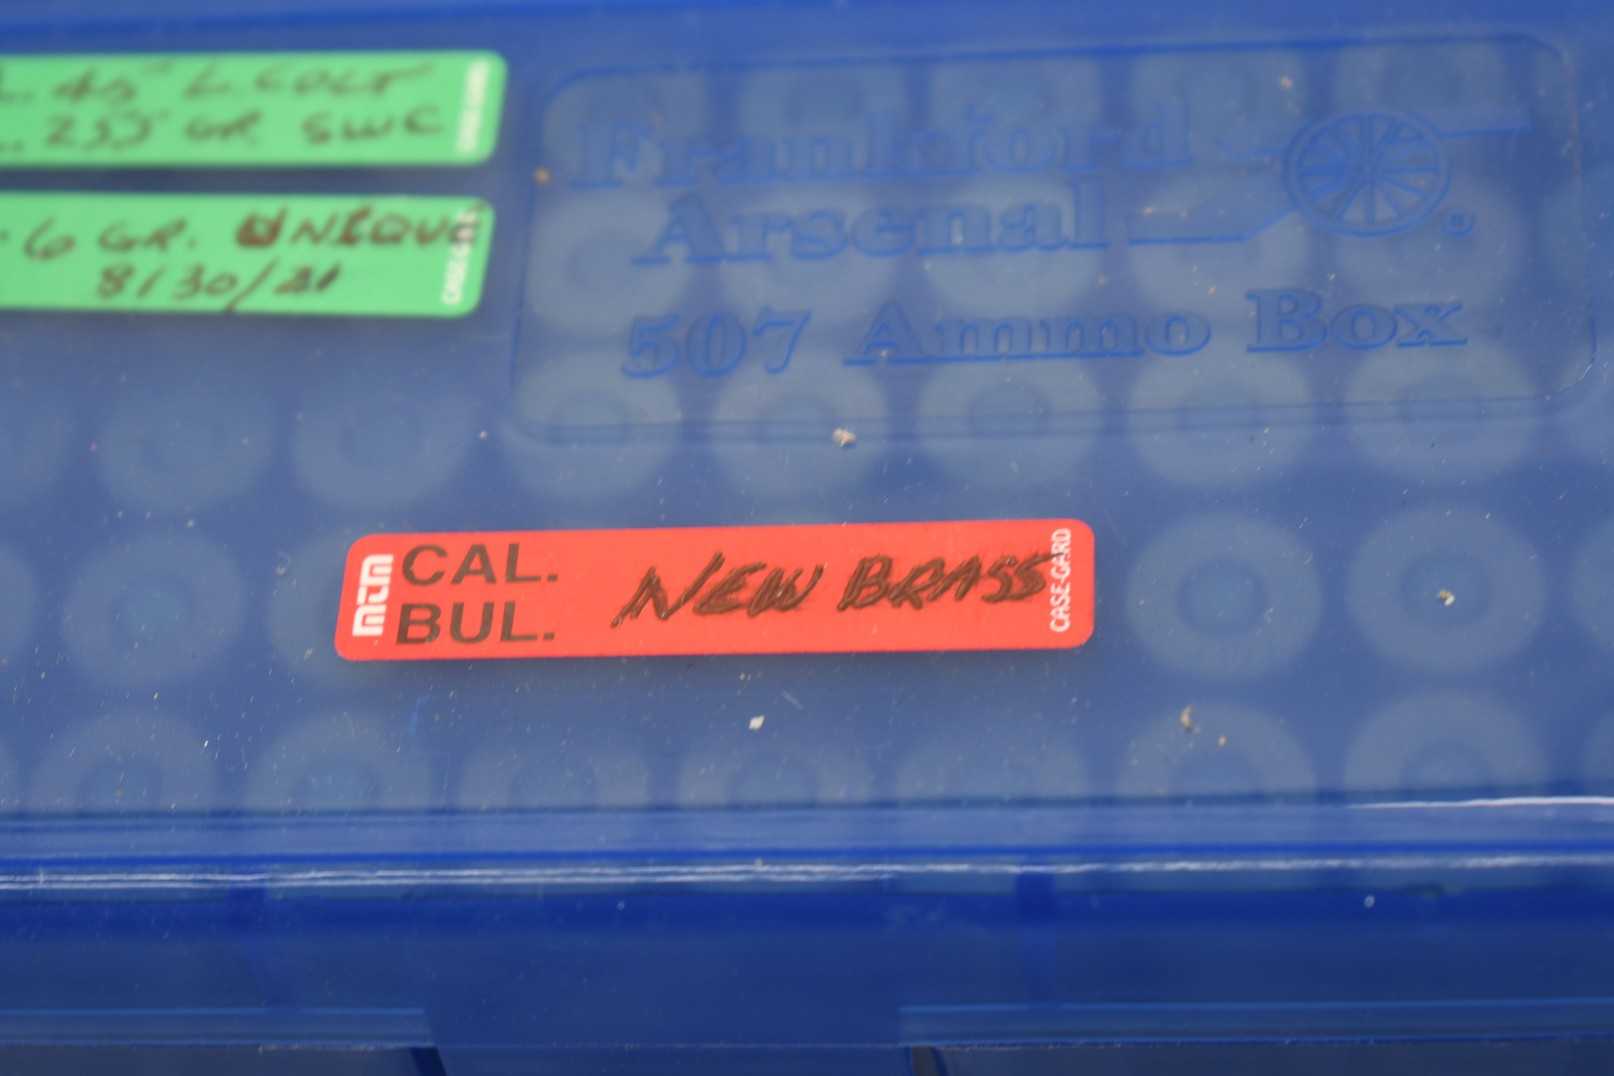 .. 45 L. COLT
.. 255 GR. SWC
CASE-GARD
. 6 GR. UNIQUE
8/30/21
CASE-GARD
Frankford
Arsenal
507 Ammo Box
MTM
CAL.
BUL.
NEW BRASS
CASE-GARD